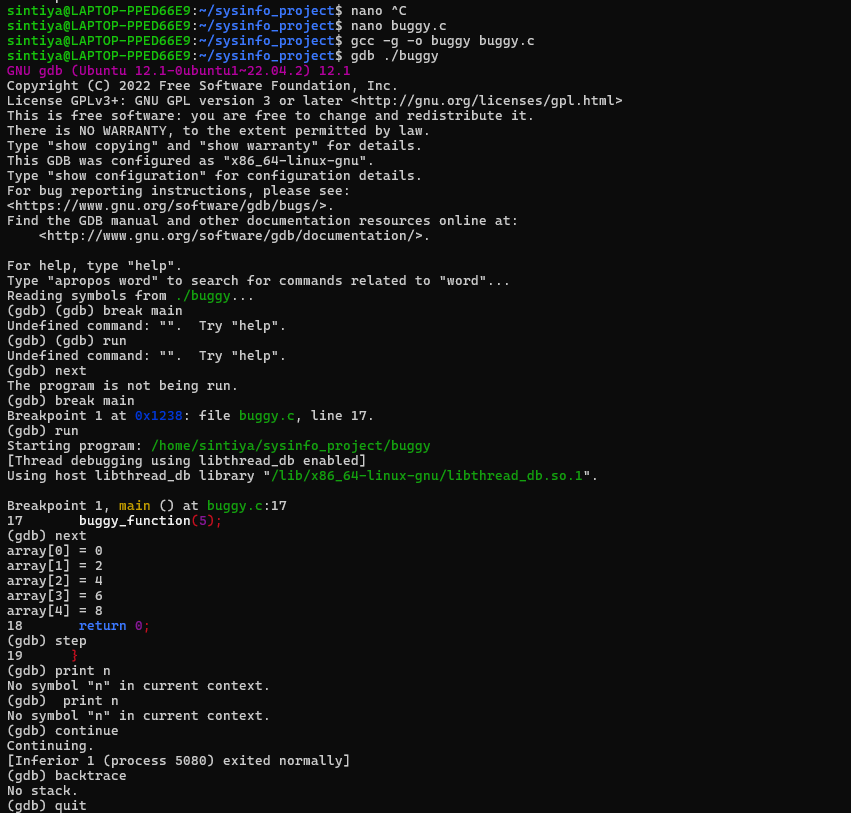 sintiya@LAPTOP-PPED66E9:~/sysinfo_project$ nano ^C
sintiya@LAPTOP-PPED66E9:~/sysinfo_project$ nano buggy.c
sintiya@LAPTOP-PPED66E9:~/sysinfo_project$ gcc -g -o buggy buggy.c
sintiya@LAPTOP-PPED66E9:~/sysinfo_project$ gdb ./buggy
GNU gdb (Ubuntu 12.1-0ubuntu1~22.04.2) 12.1
Copyright (C) 2022 Free Software Foundation, Inc.
License GPLv3+: GNU GPL version 3 or later <http://gnu.org/licenses/gpl.html>
This is free software: you are free to change and redistribute it.
There is NO WARRANTY, to the extent permitted by law.
Type "show copying" and "show warranty" for details.
This GDB was configured as "x86_64-linux-gnu".
Type "show configuration" for configuration details.
For bug reporting instructions, please see:
<https://www.gnu.org/software/gdb/bugs/>.
Find the GDB manual and other documentation resources online at:
    <http://www.gnu.org/software/gdb/documentation/>.

For help, type "help".
Type "apropos word" to search for commands related to "word"...
Reading symbols from ./buggy...
(gdb) (gdb) break main
Undefined command: "".  Try "help".
(gdb) (gdb) run
Undefined command: "".  Try "help".
(gdb) next
The program is not being run.
(gdb) break main
Breakpoint 1 at 0x1238: file buggy.c, line 17.
(gdb) run
Starting program: /home/sintiya/sysinfo_project/buggy
[Thread debugging using libthread_db enabled]
Using host libthread_db library "/lib/x86_64-linux-gnu/libthread_db.so.1".

Breakpoint 1, main () at buggy.c:17
17       buggy_function(5);
(gdb) next
array[0] = 0
array[1] = 2
array[2] = 4
array[3] = 6
array[4] = 8
18       return 0;
(gdb) step
19      }
(gdb) print n
No symbol "n" in current context.
(gdb)  print n
No symbol "n" in current context.
(gdb) continue
Continuing.
[Inferior 1 (process 5080) exited normally]
(gdb) backtrace
No stack.
(gdb) quit